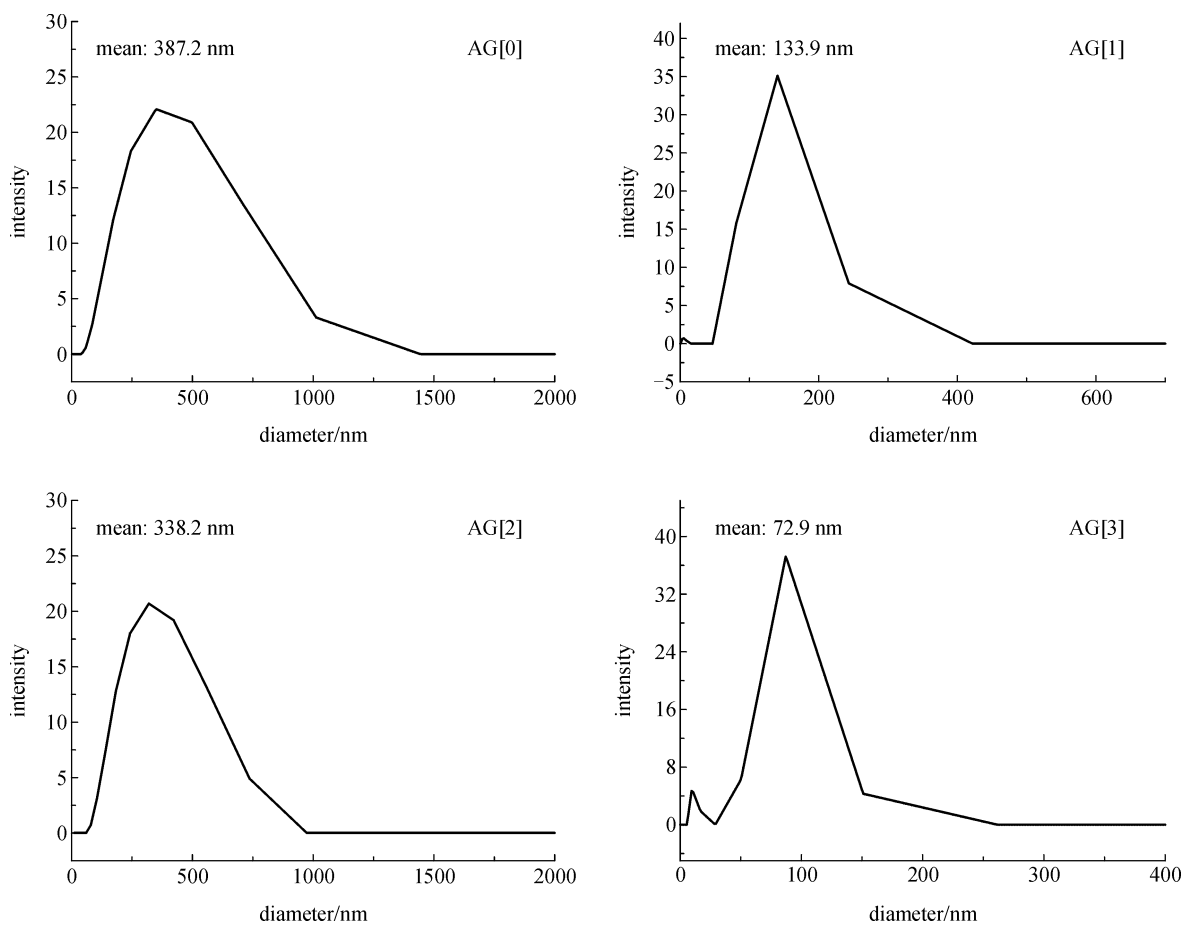 mean: 387.2 nm
AG[0]
30
25
20
15
10
5
0
intensity
0 500 1000 1500 2000
diameter/nm
mean: 133.9 nm
AG[1]
40
35
30
25
20
15
10
5
0
−5
intensity
0 200 400 600
diameter/nm
mean: 338.2 nm
AG[2]
30
25
20
15
10
5
0
intensity
0 500 1000 1500 2000
diameter/nm
mean: 72.9 nm
AG[3]
40
32
24
16
8
0
intensity
0 100 200 300 400
diameter/nm